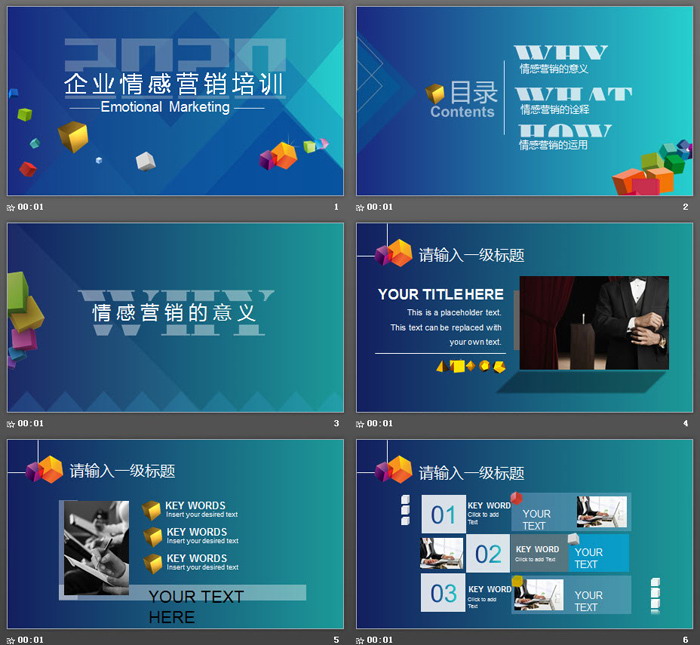 2020
企业情感营销培训
Emotional Marketing
00:01
1
目录
Contents
WHY
情感营销的意义
WHAT
情感营销的诠释
HOW
情感营销的运用
00:01
2
WHY
情感营销的意义
00:01
3
请输入一级标题
YOUR TITLE HERE
This is a placeholder text.
This text can be replaced with
your own text.
00:01
4
请输入一级标题
KEY WORDS
Insert your desired text
KEY WORDS
Insert your desired text
KEY WORDS
Insert your desired text
YOUR TEXT
HERE
00:01
5
请输入一级标题
01
KEY WORD
Click to add
Text
YOUR
TEXT
02
KEY WORD
Click to add Text
YOUR
TEXT
03
KEY WORD
Click to add
Text
YOUR
TEXT
00:01
6